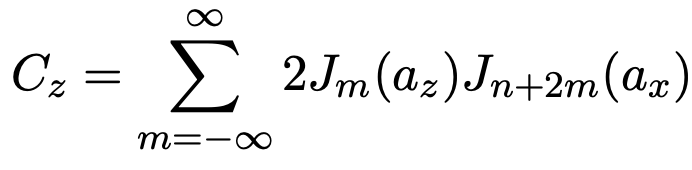 $C_z = \sum_{m=-\infty}^{\infty} 2J_m(a_z)J_{n+2m}(a_x)$